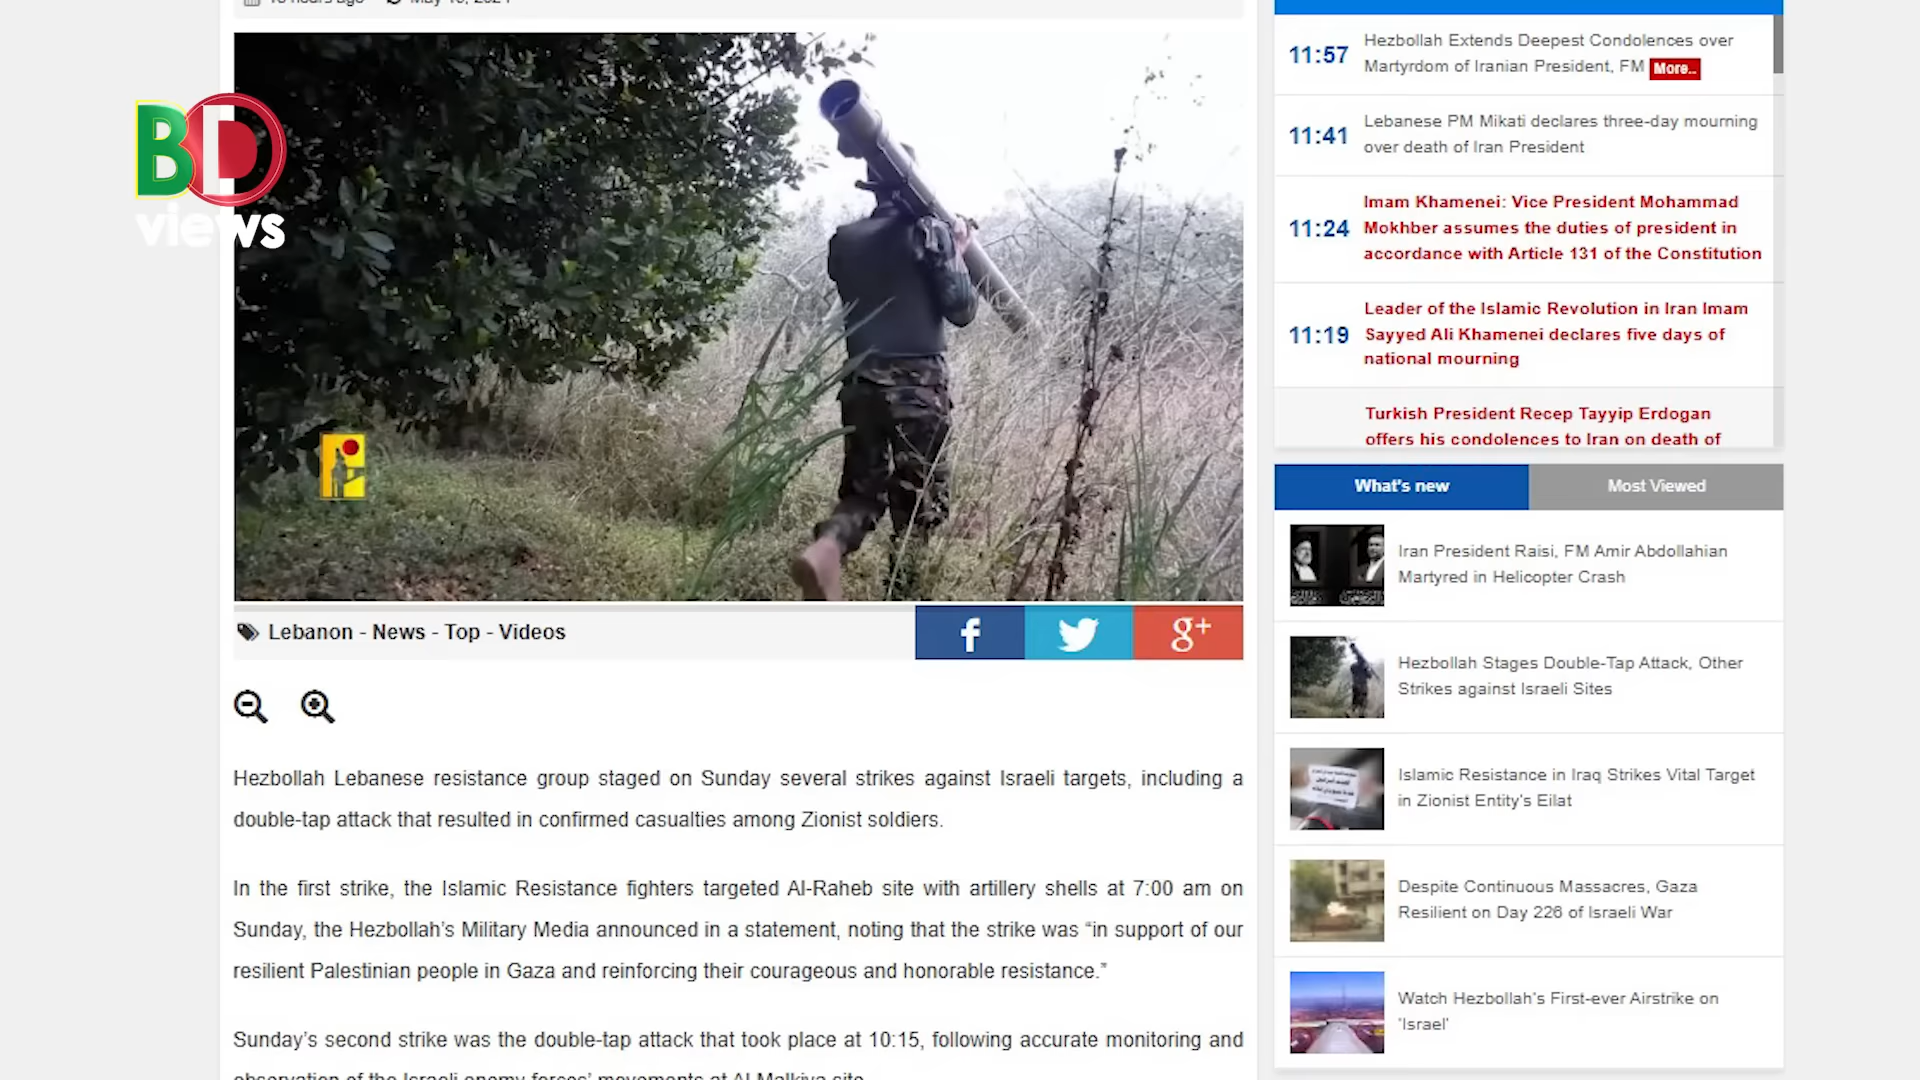 BD
views
Lebanon - News - Top - Videos
f
g+
Hezbollah Lebanese resistance group staged on Sunday several strikes against Israeli targets, including a
double-tap attack that resulted in confirmed casualties among Zionist soldiers.
In the first strike, the Islamic Resistance fighters targeted Al-Raheb site with artillery shells at 7:00 am on
Sunday, the Hezbollah's Military Media announced in a statement, noting that the strike was “in support of our
resilient Palestinian people in Gaza and reinforcing their courageous and honorable resistance.”
Sunday's second strike was the double-tap attack that took place at 10:15, following accurate monitoring and
observation of the Israeli enemy forces' movements at Al-Malkiya site
11:57
Hezbollah Extends Deepest Condolences over
Martyrdom of Iranian President, FM More..
11:41
Lebanese PM Mikati declares three-day mourning
over death of Iran President
11:24
Imam Khamenei: Vice President Mohammad
Mokhber assumes the duties of president in
accordance with Article 131 of the Constitution
11:19
Leader of the Islamic Revolution in Iran Imam
Sayyed Ali Khamenei declares five days of
national mourning
Turkish President Recep Tayyip Erdogan
offers his condolences to Iran on death of
What's new
Most Viewed
Iran President Raisi, FM Amir Abdollahian
Martyred in Helicopter Crash
Hezbollah Stages Double-Tap Attack, Other
Strikes against Israeli Sites
Islamic Resistance in Iraq Strikes Vital Target
in Zionist Entity's Eilat
Despite Continuous Massacres, Gaza
Resilient on Day 226 of Israeli War
Watch Hezbollah's First-ever Airstrike on
'Israel'